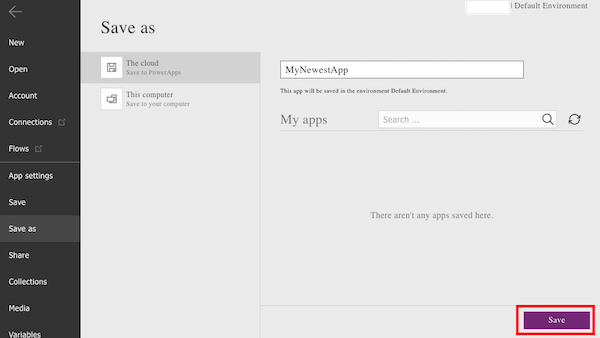 | Default Environment
Save as
New
Open
Account
Connections
Flows
App settings
Save
Save as
Share
Collections
Media
Variables
The cloud
Save to PowerApps
This computer
Save to your computer
MyNewestApp
This app will be saved in the environment Default Environment.
My apps
Search ...
There aren't any apps saved here.
Save